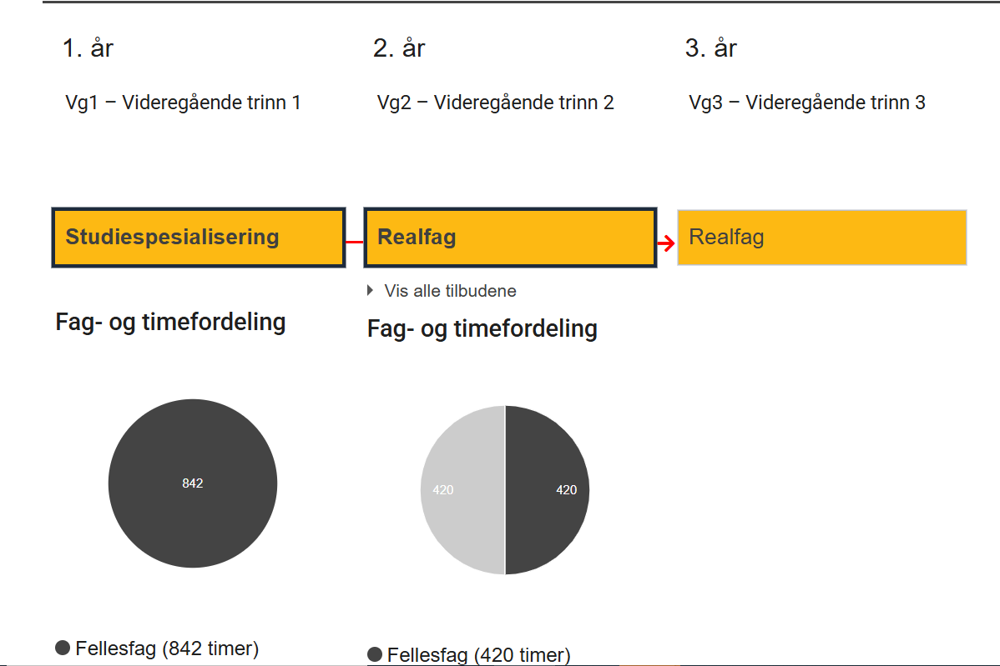 1. år
2. år
3. år
Vg1 – Videregående trinn 1
Vg2 – Videregående trinn 2
Vg3 – Videregående trinn 3
Studiespesialisering
Realfag
Realfag
Vis alle tilbudene
Fag- og timefordeling
Fag- og timefordeling
842
420
420
Fellesfag (842 timer)
Fellesfag (420 timer)